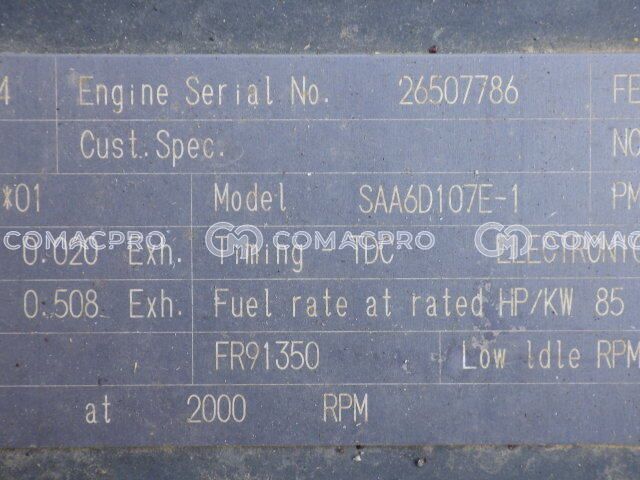 4 Engine Serial No. 26507786 FE
Cust.Spec. NO
*01 Model SAA6D107E-1 PM
0.020 Exh. Timing - TDC ELECTRONIC
COMACPRO COMACPRO COMACPRO
0.508 Exh. Fuel rate at rated HP/KW 85
FR91350 Low Idle RPM
at 2000 RPM